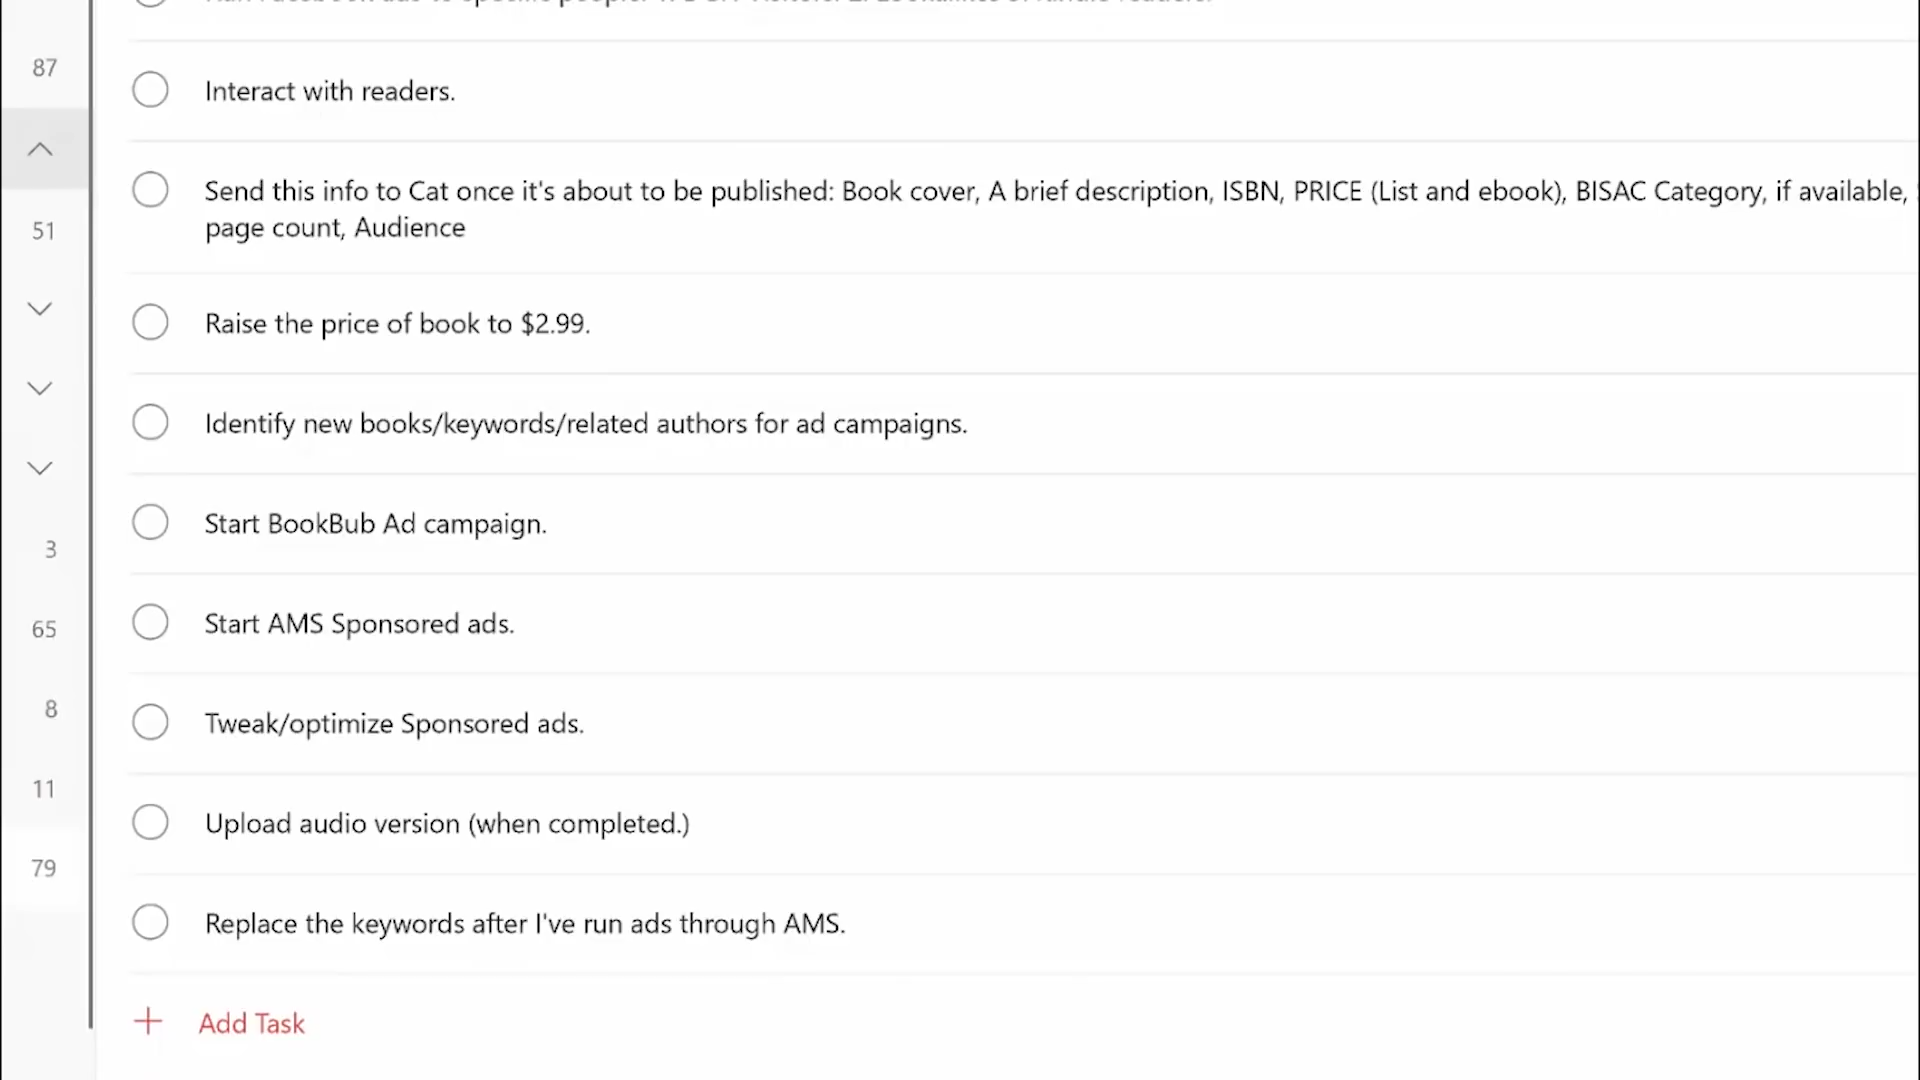 87
Interact with readers.
Send this info to Cat once it's about to be published: Book cover, A brief description, ISBN, PRICE (List and ebook), BISAC Category, if available,
page count, Audience
51
Raise the price of book to $2.99.
Identify new books/keywords/related authors for ad campaigns.
Start BookBub Ad campaign.
3
Start AMS Sponsored ads.
65
Tweak/optimize Sponsored ads.
8
Upload audio version (when completed.)
11
79
Replace the keywords after I've run ads through AMS.
+ Add Task